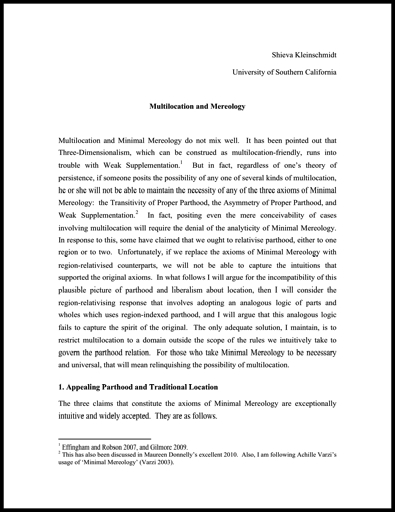 Shieva Kleinschmidt
University of Southern California
Multilocation and Mereology
Multilocation and Minimal Mereology do not mix well. It has been pointed out that
Three-Dimensionalism, which can be construed as multilocation-friendly, runs into
trouble with Weak Supplementation.1 But in fact, regardless of one's theory of
persistence, if someone posits the possibility of any one of several kinds of multilocation,
he or she will not be able to maintain the necessity of any of the three axioms of Minimal
Mereology: the Transitivity of Proper Parthood, the Asymmetry of Proper Parthood, and
Weak Supplementation.2 In fact, positing even the mere conceivability of cases
involving multilocation will require the denial of the analyticity of Minimal Mereology.
In response to this, some have claimed that we ought to relativise parthood, either to one
region or to two. Unfortunately, if we replace the axioms of Minimal Mereology with
region-relativised counterparts, we will not be able to capture the intuitions that
supported the original axioms. In what follows I will argue for the incompatibility of this
plausible picture of parthood and liberalism about location, then I will consider the
region-relativising response that involves adopting an analogous logic of parts and
wholes which uses region-indexed parthood, and I will argue that this analogous logic
fails to capture the spirit of the original. The only adequate solution, I maintain, is to
restrict multilocation to a domain outside the scope of the rules we intuitively take to
govern the parthood relation. For those who take Minimal Mereology to be necessary
and universal, that will mean relinquishing the possibility of multilocation.
1. Appealing Parthood and Traditional Location
The three claims that constitute the axioms of Minimal Mereology are exceptionally
intuitive and widely accepted. They are as follows.
1 Effingham and Robson 2007, and Gilmore 2009.
2 This has also been discussed in Maureen Donnelly's excellent 2010. Also, I am following Achille Varzi's
usage of 'Minimal Mereology' (Varzi 2003).